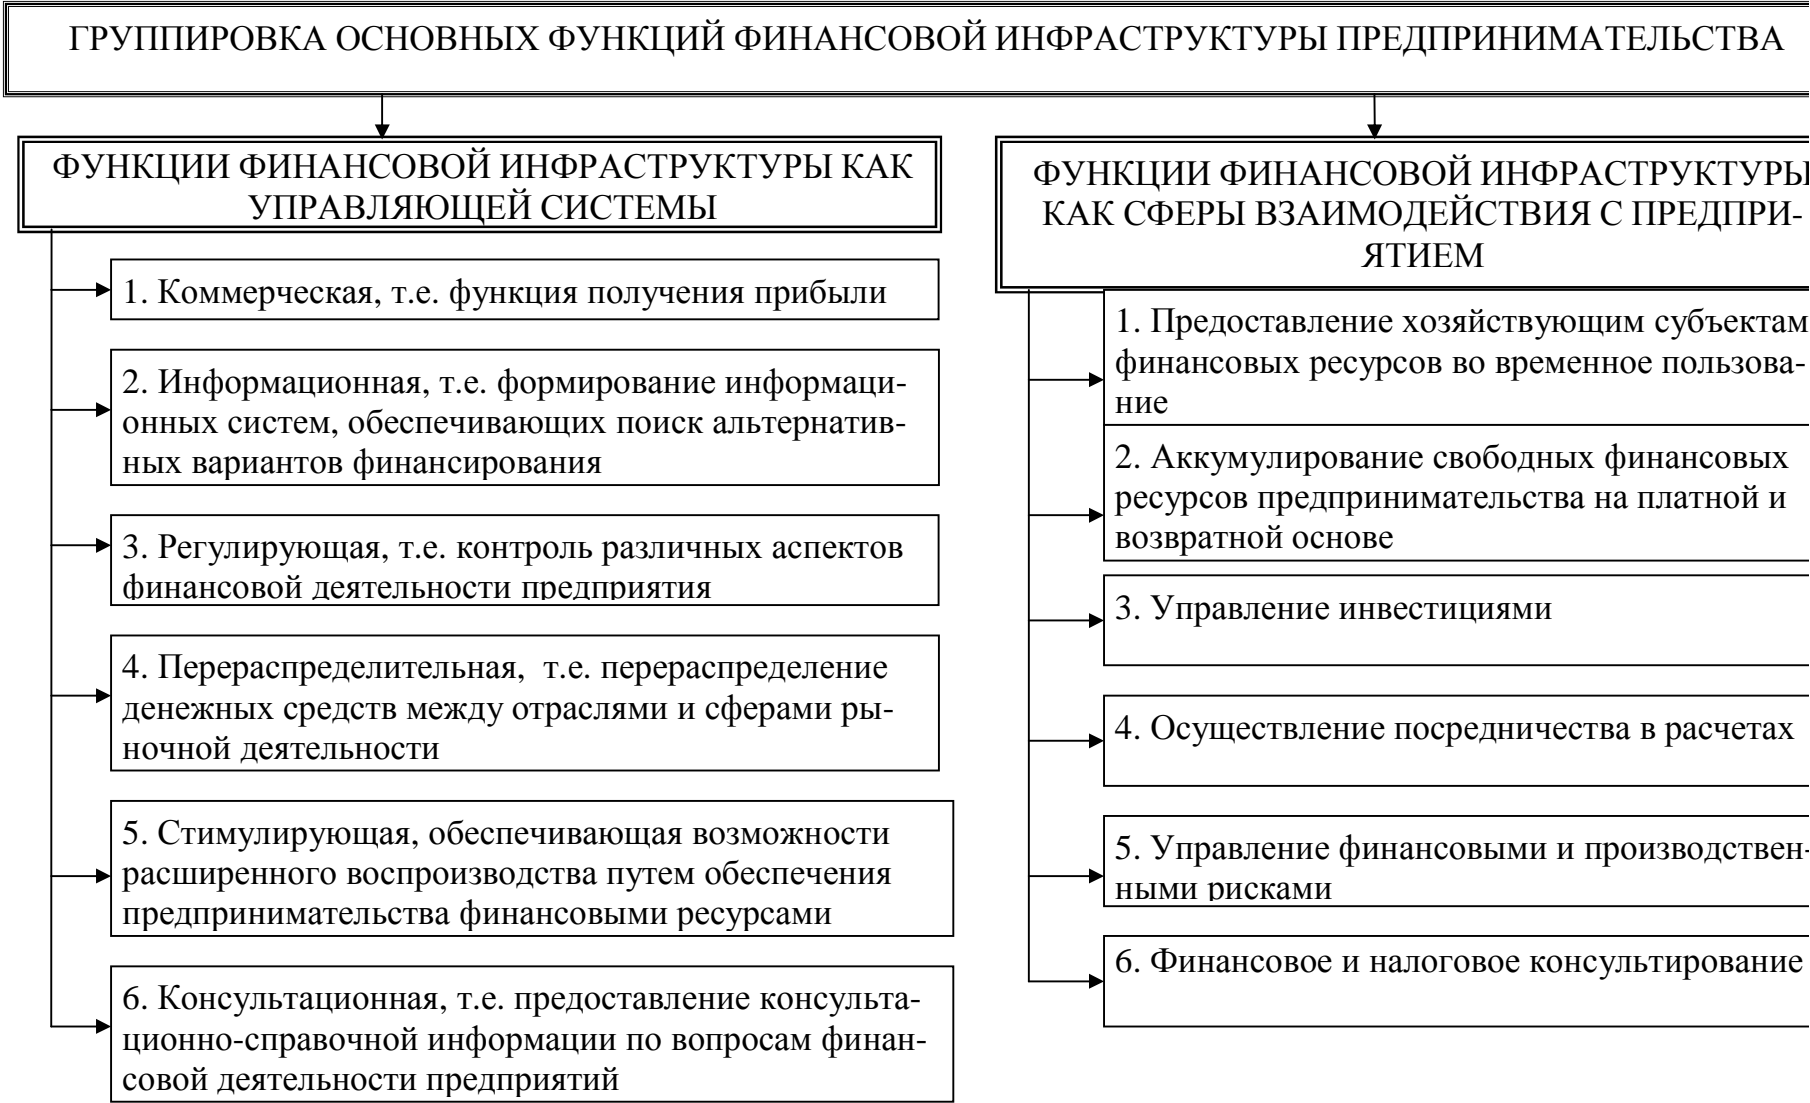 ГРУППИРОВКА ОСНОВНЫХ ФУНКЦИЙ ФИНАНСОВОЙ ИНФРАСТРУКТУРЫ ПРЕДПРИНИМАТЕЛЬСТВА
ФУНКЦИИ ФИНАНСОВОЙ ИНФРАСТРУКТУРЫ КАК
УПРАВЛЯЮЩЕЙ СИСТЕМЫ
1. Коммерческая, т.е. функция получения прибыли
2. Информационная, т.е. формирование информаци-
онных систем, обеспечивающих поиск альтернатив-
ных вариантов финансирования
3. Регулирующая, т.е. контроль различных аспектов
финансовой деятельности предприятия
4. Перераспределительная, т.е. перераспределение
денежных средств между отраслями и сферами ры-
ночной деятельности
5. Стимулирующая, обеспечивающая возможности
расширенного воспроизводства путем обеспечения
предпринимательства финансовыми ресурсами
6. Консультационная, т.е. предоставление консульта-
ционно-справочной информации по вопросам финан-
совой деятельности предприятий
ФУНКЦИИ ФИНАНСОВОЙ ИНФРАСТРУКТУРЫ
КАК СФЕРЫ ВЗАИМОДЕЙСТВИЯ С ПРЕДПРИ-
ЯТИЕМ
1. Предоставление хозяйствующим субъектам
финансовых ресурсов во временное пользова-
ние
2. Аккумулирование свободных финансовых
ресурсов предпринимательства на платной и
возвратной основе
3. Управление инвестициями
4. Осуществление посредничества в расчетах
5. Управление финансовыми и производствен-
ными рисками
6. Финансовое и налоговое консультирование